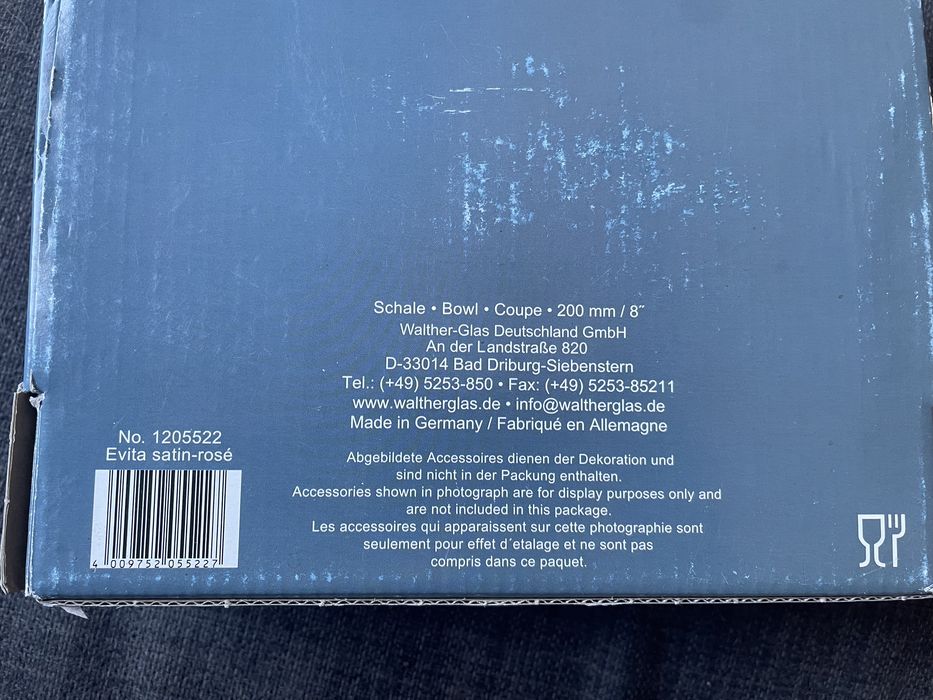 Schale • Bowl • Coupe • 200 mm / 8˝
Walther-Glas Deutschland GmbH
An der Landstraße 820
D-33014 Bad Driburg-Siebenstern
Tel.: (+49) 5253-850 • Fax: (+49) 5253-85211
www.waltherglas.de • info@waltherglas.de
Made in Germany / Fabriqué en Allemagne
No. 1205522
Evita satin-rosé
4 009752 055227
Abgebildete Accessoires dienen der Dekoration und
sind nicht in der Packung enthalten.
Accessories shown in photograph are for display purposes only and
are not included in this package.
Les accessoires qui apparaissent sur cette photographie sont
seulement pour effet d´etalage et ne sont pas
compris dans ce paquet.